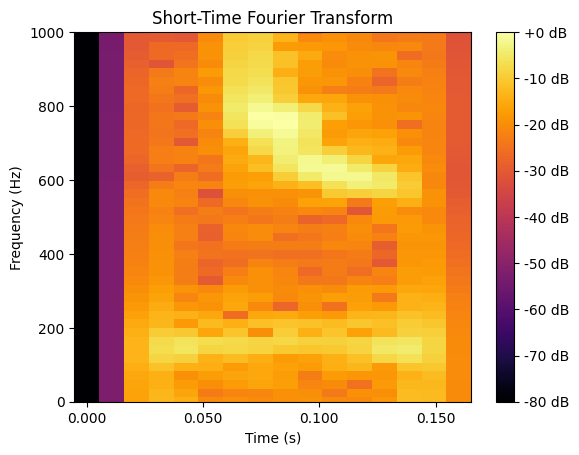 Short-Time Fourier Transform
1000
800
600
400
200
0
Frequency (Hz)
0.000
0.050
0.100
0.150
Time (s)
+0 dB
-10 dB
-20 dB
-30 dB
-40 dB
-50 dB
-60 dB
-70 dB
-80 dB